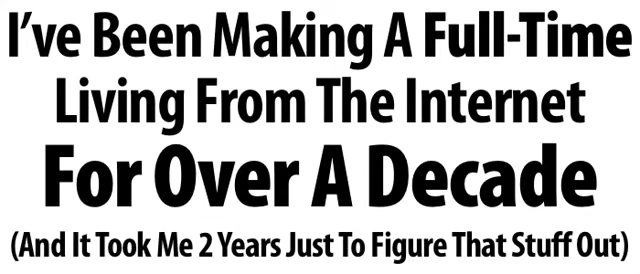 I've Been Making A Full-Time
Living From The Internet
For Over A Decade
(And It Took Me 2 Years Just To Figure That Stuff Out)